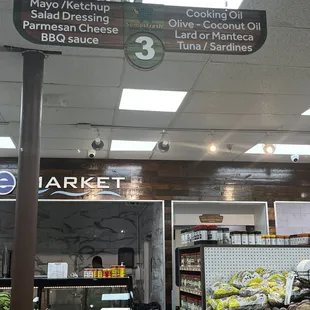 Mayo /Ketchup
Salad Dressing
Parmesan Cheese
BBQ sauce
3
Cooking Oil
Olive - Coconut Oil
Lard or Manteca
Tuna / Sardines
e MARKET